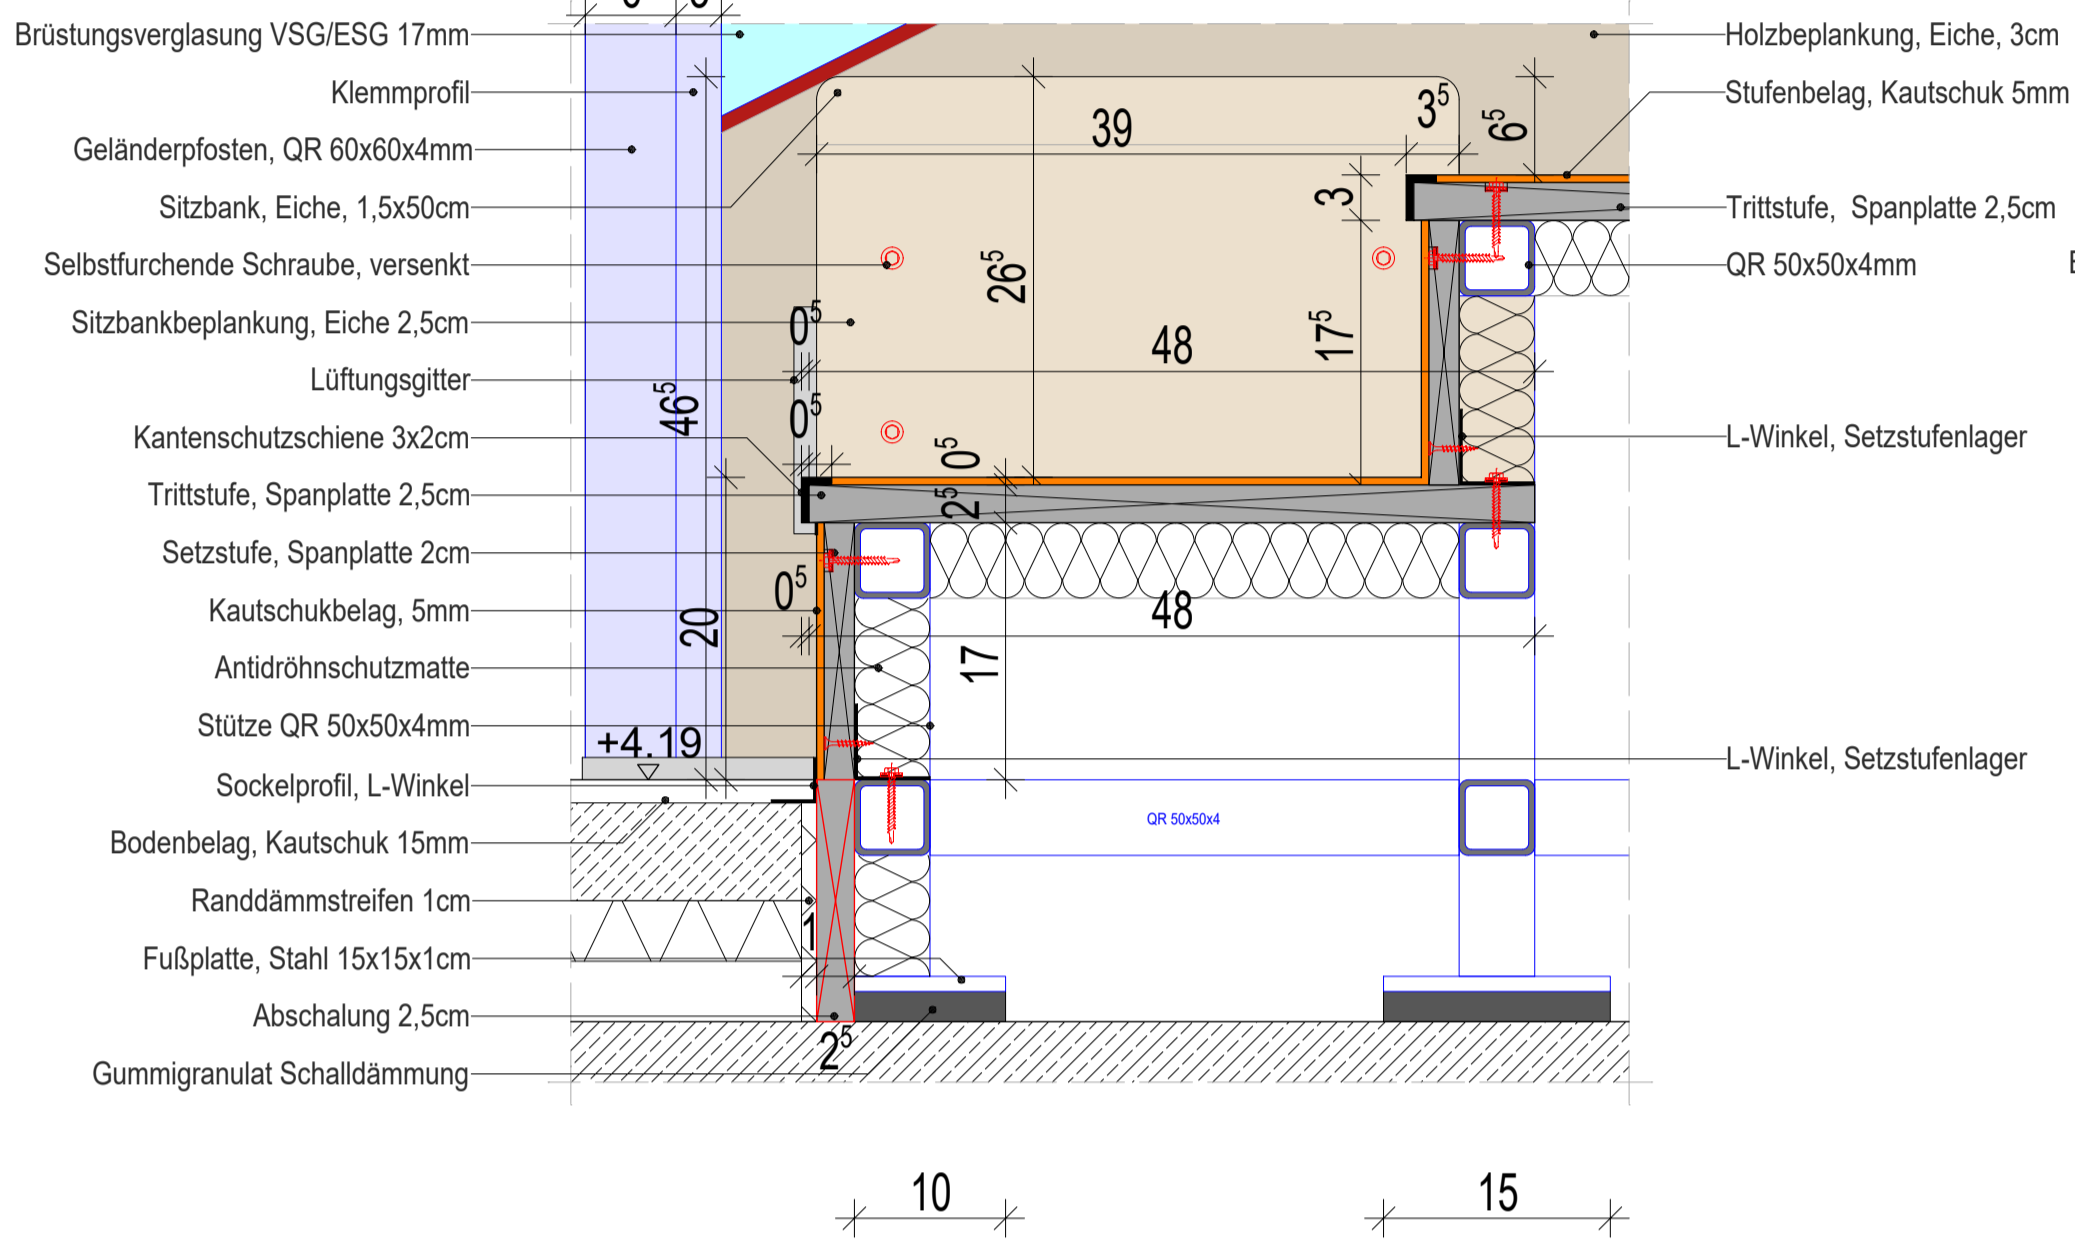 Brüstungsverglasung VSG/ESG 17mm
Klemmprofil
Geländerpfosten, QR 60x60x4mm
Sitzbank, Eiche, 1,5x50cm
Selbstfurchende Schraube, versenkt
Sitzbankbeplankung, Eiche 2,5cm
Lüftungsgitter
Kantenschutzschiene 3x2cm
Trittstufe, Spanplatte 2,5cm
Setzstufe, Spanplatte 2cm
Kautschukbelag, 5mm
Antidröhnschutzmatte
Stütze QR 50x50x4mm
Sockelprofil, L-Winkel
Bodenbelag, Kautschuk 15mm
Randdämmstreifen 1cm
Fußplatte, Stahl 15x15x1cm
Abschalung 2,5cm
Gummigranulat Schalldämmung
39
3⁵
6⁵
3
26⁵
17⁵
0⁵
48
46⁵
0⁵
0⁵
2⁵
0⁵
48
20
17
+4.19
QR 50x50x4
1
2⁵
10
15
Holzbeplankung, Eiche, 3cm
Stufenbelag, Kautschuk 5mm
Trittstufe, Spanplatte 2,5cm
QR 50x50x4mm
L-Winkel, Setzstufenlager
L-Winkel, Setzstufenlager